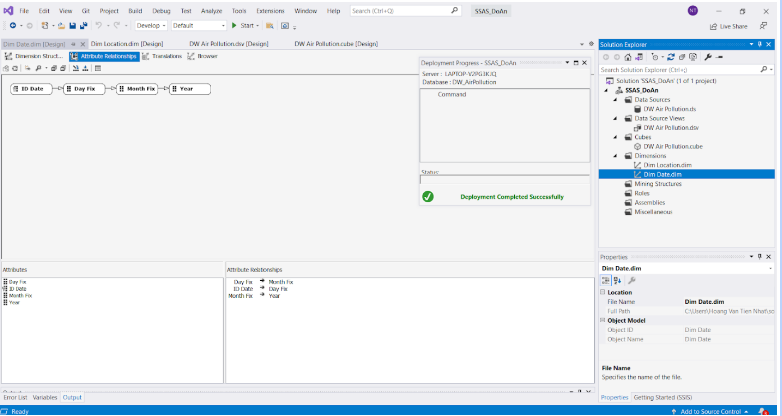 File Edit View Git Project Build Debug Test Analyze Tools Extensions Window Help Search (Ctrl+Q) SSAS_DoAn NT
Develop Default Start Live Share
Dim Date.dim [Design] Dim Location.dim [Design] DW Air Pollution.dsv [Design] DW Air Pollution.cube [Design]
Dimension Struct... Attribute Relationships Translations Browser
ID Date Day Fix Month Fix Year
Deployment Progress - SSAS_DoAn
Server : LAPTOP-V2PG3KJQ
Database : DW_AirPollution
Command
Status:
Deployment Completed Successfully
Attributes
Day Fix
ID Date
Month Fix
Year
Attribute Relationships
Day Fix → Month Fix
ID Date → Day Fix
Month Fix → Year
Solution Explorer
Search Solution Explorer (Ctrl+;)
Solution 'SSAS_DoAn' (1 of 1 project)
SSAS_DoAn
Data Sources
DW Air Pollution.ds
Data Source Views
DW Air Pollution.dsv
Cubes
DW Air Pollution.cube
Dimensions
Dim Location.dim
Dim Date.dim
Mining Structures
Roles
Assemblies
Miscellaneous
Properties
Dim Date.dim
Location
File Name Dim Date.dim
Full Path C:\Users\Hoang Van Tien Nhat\so
Object Model
Object ID Dim Date
Object Name Dim Date
File Name
Specifies the name of the file.
Properties Getting Started (SSIS)
Error List Variables Output
Ready Add to Source Control